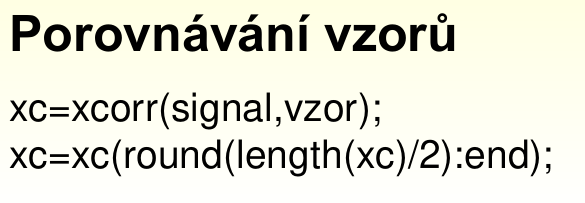 Porovnávání vzorů
xc=xcorr(signal,vzor);
xc=xc(round(length(xc)/2):end);